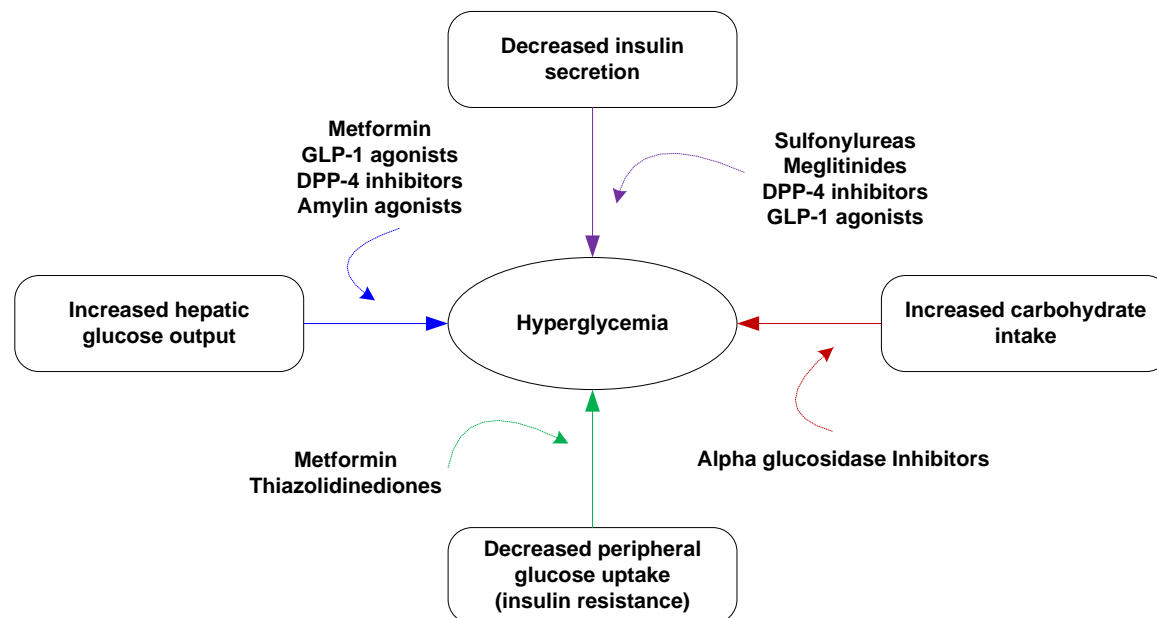 Decreased insulin
secretion
Metformin
GLP-1 agonists
DPP-4 inhibitors
Amylin agonists
Sulfonylureas
Meglitinides
DPP-4 inhibitors
GLP-1 agonists
Increased hepatic
glucose output
Hyperglycemia
Increased carbohydrate
intake
Metformin
Thiazolidinediones
Alpha glucosidase Inhibitors
Decreased peripheral
glucose uptake
(insulin resistance)